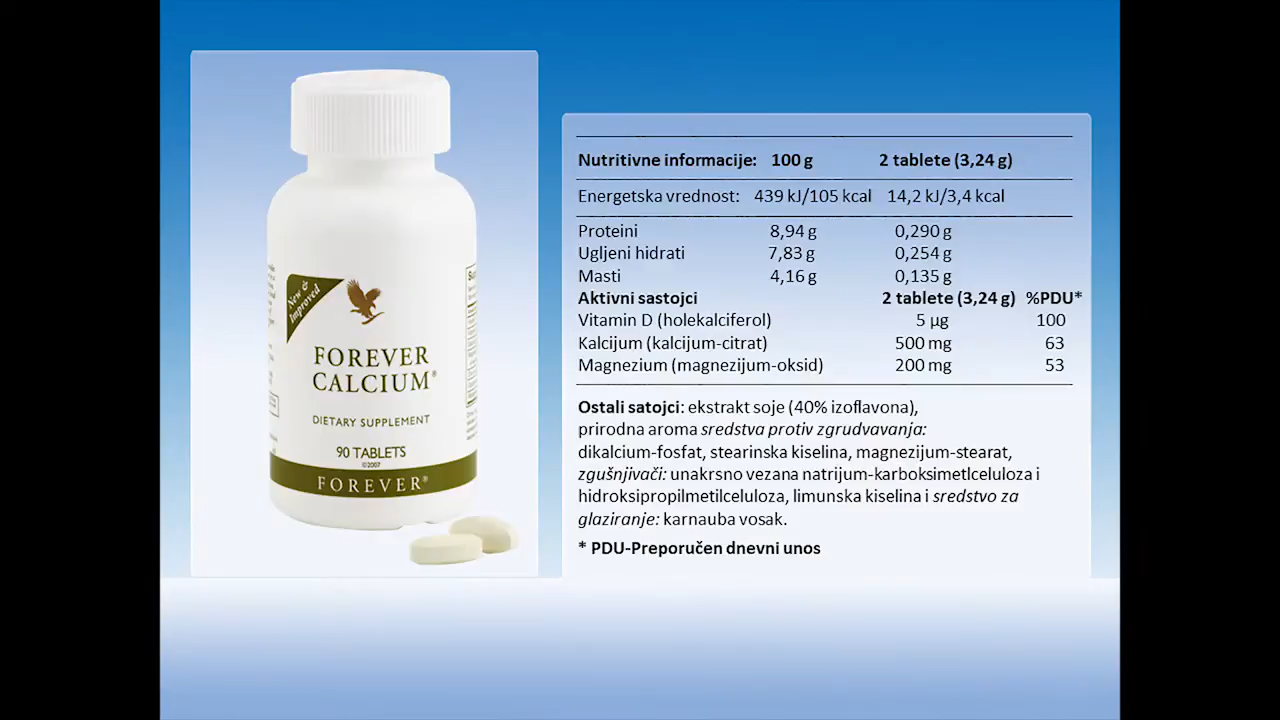 New &
Improved
FOREVER
CALCIUM®
DIETARY SUPPLEMENT
90 TABLETS
©2007
FOREVER®
Nutritivne informacije: 100 g 2 tablete (3,24 g)
Energetska vrednost: 439 kJ/105 kcal 14,2 kJ/3,4 kcal
Proteini 8,94 g 0,290 g
Ugljeni hidrati 7,83 g 0,254 g
Masti 4,16 g 0,135 g
Aktivni sastojci 2 tablete (3,24 g) %PDU*
Vitamin D (holekalciferol) 5 µg 100
Kalcijum (kalcijum-citrat) 500 mg 63
Magnezium (magnezijum-oksid) 200 mg 53
Ostali satojci: ekstrakt soje (40% izoflavona),
prirodna aroma sredstva protiv zgrudvavanja:
dikalcium-fosfat, stearinska kiselina, magnezijum-stearat,
zgušnjivači: unakrsno vezana natrijum-karboksimetlceluloza i
hidroksipropilmetilceluloza, limunska kiselina i sredstvo za
glaziranje: karnauba vosak.
* PDU-Preporučen dnevni unos